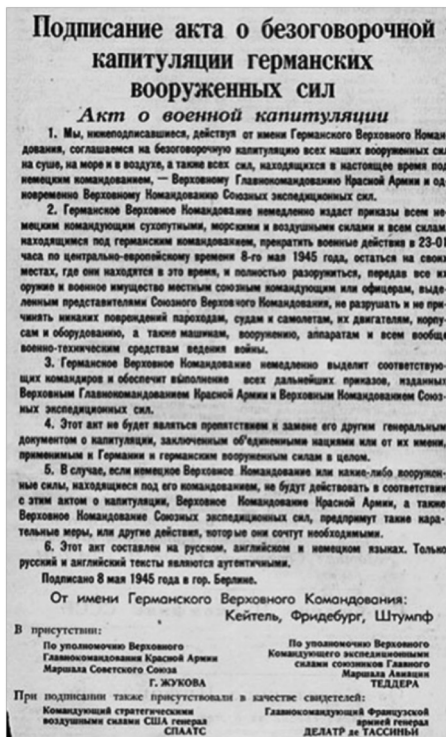 Подписание акта о безоговорочной
капитуляции германских
вооруженных сил
Акт о военной капитуляции
1. Мы, нижеподписавшиеся, действуя от имени Германского Верховного Коман-
дования, соглашаемся на безоговорочную капитуляцию всех наших вооруженных сил
на суше, на море и в воздухе, а также всех сил, находящихся в настоящее время под
немецким командованием, — Верховному Главнокомандованию Красной Армии и од-
новременно Верховному Командованию Союзных экспедиционных сил.
2. Германское Верховное Командование немедленно издаст приказы всем не-
мецким командующим сухопутными, морскими и воздушными силами и всем силам,
находящимся под германским командованием, прекратить военные действия в 23-01
часа по центрально-европейскому времени 8-го мая 1945 года, остаться на своих
местах, где они находятся в это время, и полностью разоружиться, передав все их
оружие и военное имущество местным союзным командующим или офицерам, выде-
ленным представителями Союзного Верховного Командования, не разрушать и не при-
чинять никаких повреждений пароходам, судам и самолетам, их двигателям, корпу-
сам и оборудованию, а также машинам, вооружению, аппаратам и всем вообще
военно-техническим средствам ведения войны.
3. Германское Верховное Командование немедленно выделит соответствую-
щих командиров и обеспечит выполнение всех дальнейших приказов, изданных
Верховным Главнокомандованием Красной Армии и Верховным Командованием Союз-
ных экспедиционных сил.
4. Этот акт не будет являться препятствием к замене его другим генеральным
документом о капитуляции, заключенным об'единенными нациями или от их имени,
применимым к Германии и германским вооруженным силам в целом.
5. В случае, если немецкое Верховное Командование или какие-либо вооружен-
ные силы, находящиеся под его командованием, не будут действовать в соответствии
с этим актом о капитуляции, Верховное Командование Красной Армии, а также
Верховное Командование Союзных экспедиционных сил, предпримут такие кара-
тельные меры, или другие действия, которые они сочтут необходимыми.
6. Этот акт составлен на русском, английском и немецком языках. Только
русский и английский тексты являются аутентичными.
Подписано 8 мая 1945 года в гор. Берлине.
От имени Германского Верховного Командования:
Кейтель, Фридебург, Штумпф
В присутствии:
По уполномочию Верховного
Главнокомандования Красной Армии
Маршала Советского Союза
Г. ЖУКОВА
По уполномочию Верховного
Командующего экспедиционными
силами союзников Главного
Маршала Авиации
ТЕДДЕРА
При подписании также присутствовали в качестве свидетелей:
Командующий стратегическими
воздушными силами США генерал
СПААТС
Главнокомандующий Французской
армией генерал
ДЕЛАТР де ТАССИНЬИ